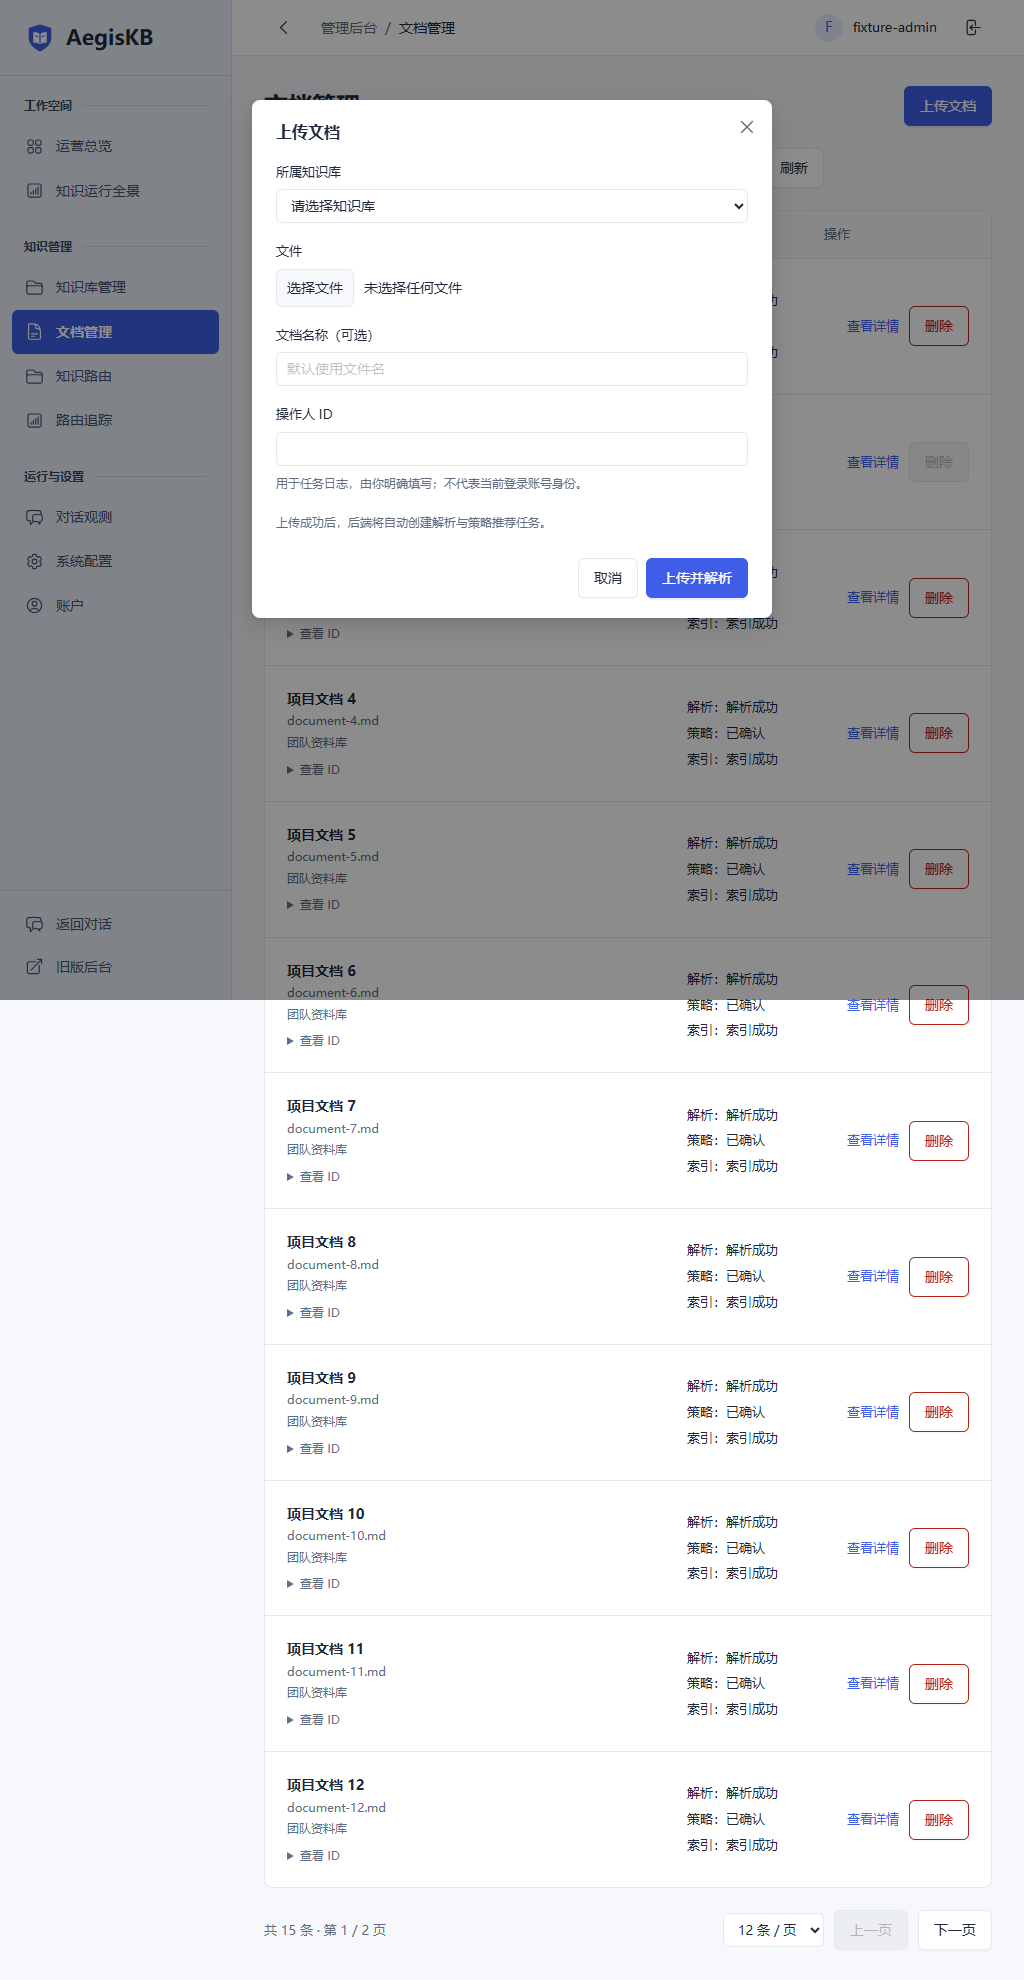 AegisKB
管理后台 / 文档管理
F fixture-admin
工作空间
运营总览
知识运行全景
知识管理
知识库管理
文档管理
知识路由
路由追踪
运行与设置
对话观测
系统配置
账户
返回对话
旧版后台
上传文档
刷新
操作
查看详情 删除
查看详情 删除
查看详情 删除
上传文档
所属知识库
请选择知识库
文件
选择文件 未选择任何文件
文档名称（可选）
默认使用文件名
操作人 ID
用于任务日志，由你明确填写；不代表当前登录账号身份。
上传成功后，后端将自动创建解析与策略推荐任务。
取消 上传并解析
索引：索引成功
查看 ID
项目文档 4
document-4.md
团队资料库
查看 ID
解析：解析成功
策略：已确认
索引：索引成功
查看详情 删除
项目文档 5
document-5.md
团队资料库
查看 ID
解析：解析成功
策略：已确认
索引：索引成功
查看详情 删除
项目文档 6
document-6.md
团队资料库
查看 ID
解析：解析成功
策略：已确认
索引：索引成功
查看详情 删除
项目文档 7
document-7.md
团队资料库
查看 ID
解析：解析成功
策略：已确认
索引：索引成功
查看详情 删除
项目文档 8
document-8.md
团队资料库
查看 ID
解析：解析成功
策略：已确认
索引：索引成功
查看详情 删除
项目文档 9
document-9.md
团队资料库
查看 ID
解析：解析成功
策略：已确认
索引：索引成功
查看详情 删除
项目文档 10
document-10.md
团队资料库
查看 ID
解析：解析成功
策略：已确认
索引：索引成功
查看详情 删除
项目文档 11
document-11.md
团队资料库
查看 ID
解析：解析成功
策略：已确认
索引：索引成功
查看详情 删除
项目文档 12
document-12.md
团队资料库
查看 ID
解析：解析成功
策略：已确认
索引：索引成功
查看详情 删除
共 15 条 · 第 1 / 2 页
12 条 / 页 上一页 下一页